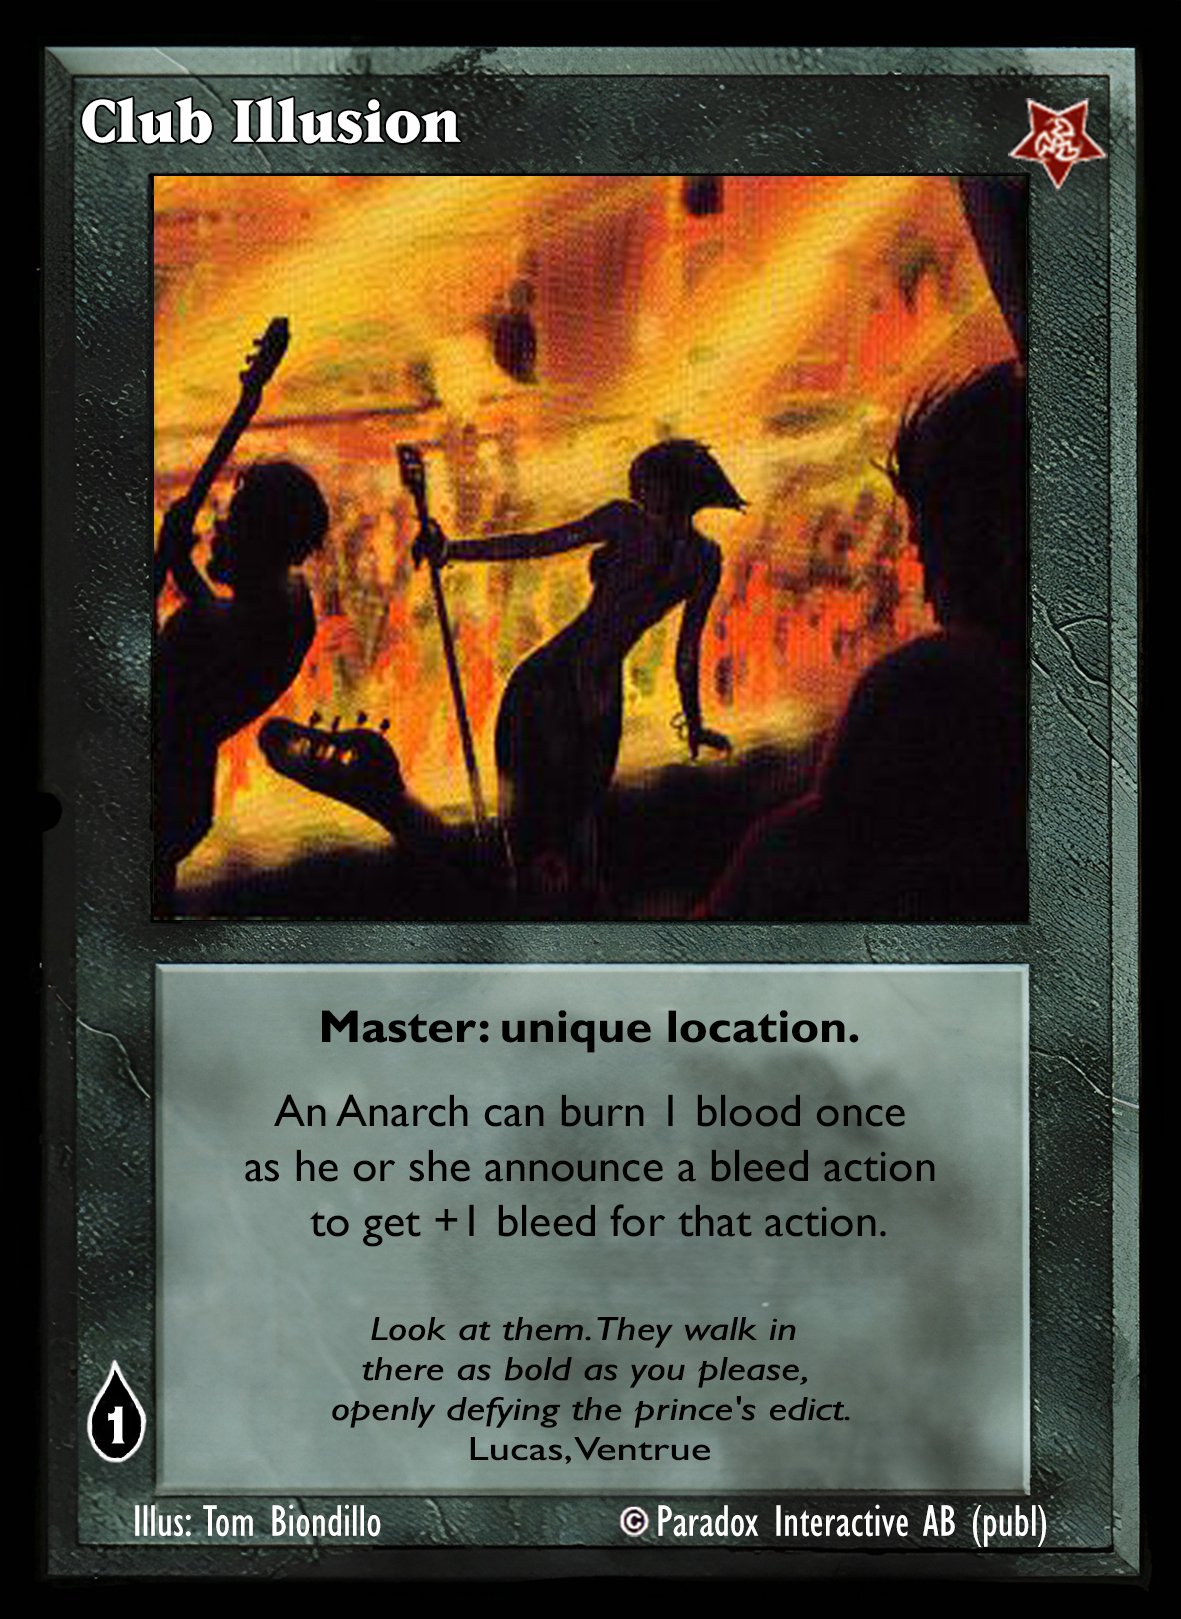 Club Illusion
Master: unique location.
An Anarch can burn 1 blood once
as he or she announce a bleed action
to get +1 bleed for that action.
Look at them. They walk in
there as bold as you please,
openly defying the prince's edict.
Lucas, Ventrue
1
Illus: Tom Biondillo
© Paradox Interactive AB (publ)